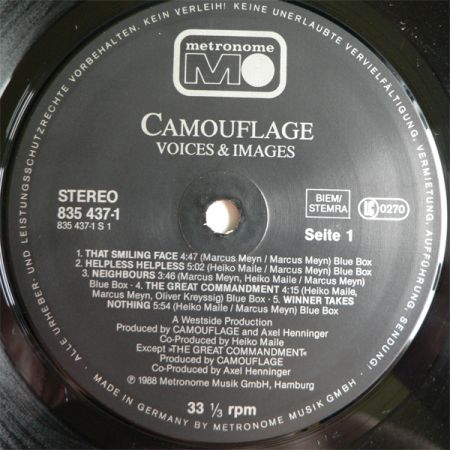 metronome
M
CAMOUFLAGE
VOICES & IMAGES
STEREO
835 437-1
835 437-1 S 1
BIEM/
STEMRA
LC 0270
Seite 1
1. THAT SMILING FACE 4:47 (Marcus Meyn / Marcus Meyn) Blue Box
2. HELPLESS HELPLESS 5:02 (Heiko Maile / Marcus Meyn) Blue Box
3. NEIGHBOURS 3:46 (Marcus Meyn, Heiko Maile / Marcus Meyn)
Blue Box · 4. THE GREAT COMMANDMENT 4:15 (Heiko Maile,
Marcus Meyn, Oliver Kreyssig) Blue Box · 5. WINNER TAKES
NOTHING 5:54 (Heiko Maile / Marcus Meyn) Blue Box
A Westside Production
Produced by CAMOUFLAGE and Axel Henninger
Co-Produced by Heiko Maile
Except »THE GREAT COMMANDMENT«
Produced by CAMOUFLAGE
Co-Produced by Axel Henninger
Ⓟ 1988 Metronome Musik GmbH, Hamburg
33 1/3 rpm
· ALLE URHEBER UND LEISTUNGSSCHUTZRECHTE VORBEHALTEN. KEIN VERLEIH! KEINE UNERLAUBTE VERVIELFÄLTIGUNG, VERMIETUNG, AUFFÜHRUNG, SENDUNG! ·
MADE IN GERMANY BY METRONOME MUSIK GMBH